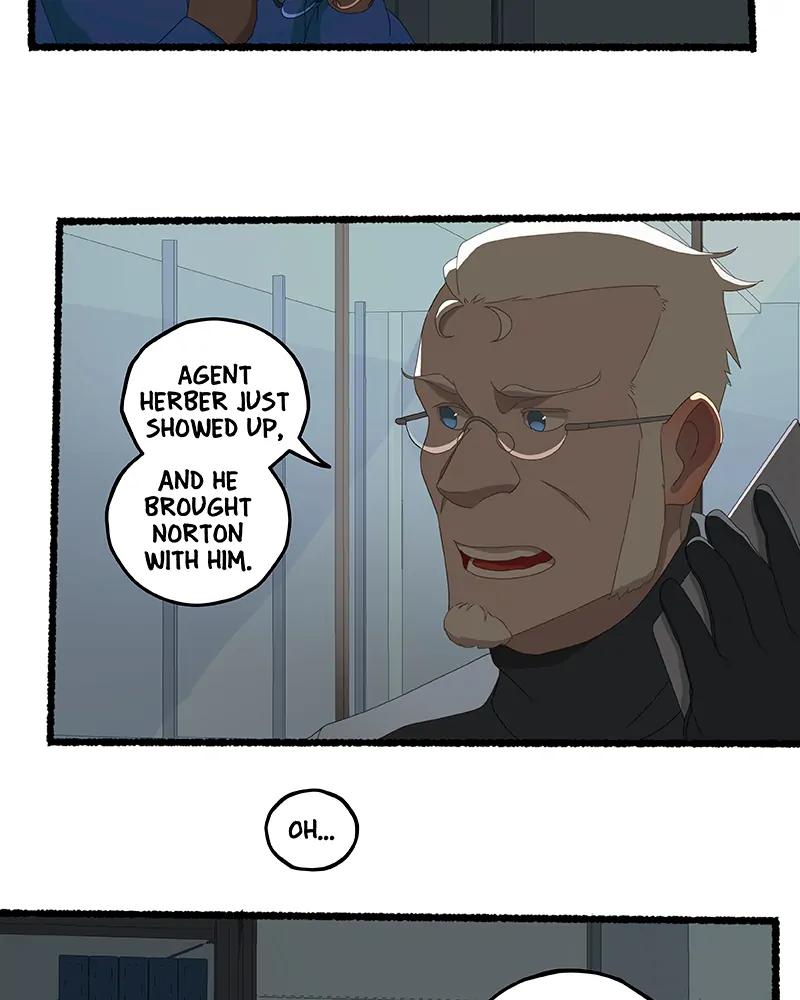 AGENT
HERBER JUST
SHOWED UP,
AND HE
BROUGHT
NORTON
WITH HIM.
OH...